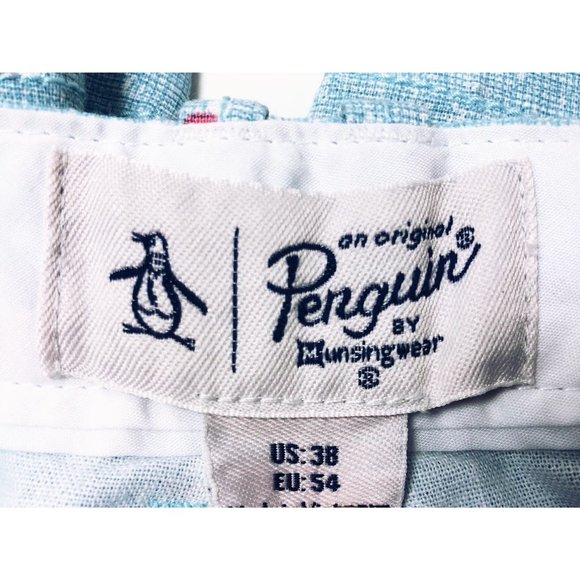 an original
Penguin®
BY
Munsingwear
®
US: 38
EU: 54